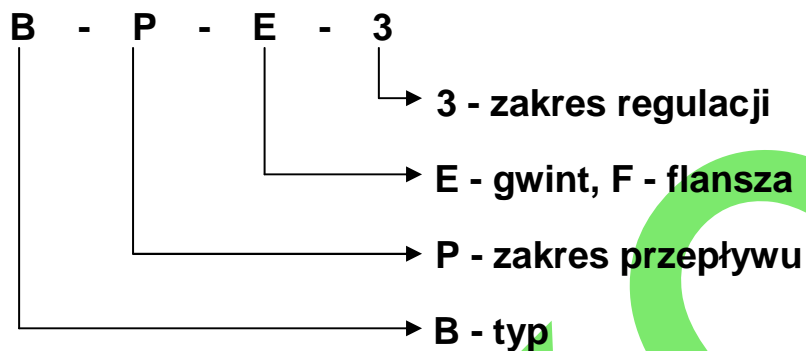 B - P - E - 3
3 - zakres regulacji
E - gwint, F - flansza
P - zakres przepływu
B - typ